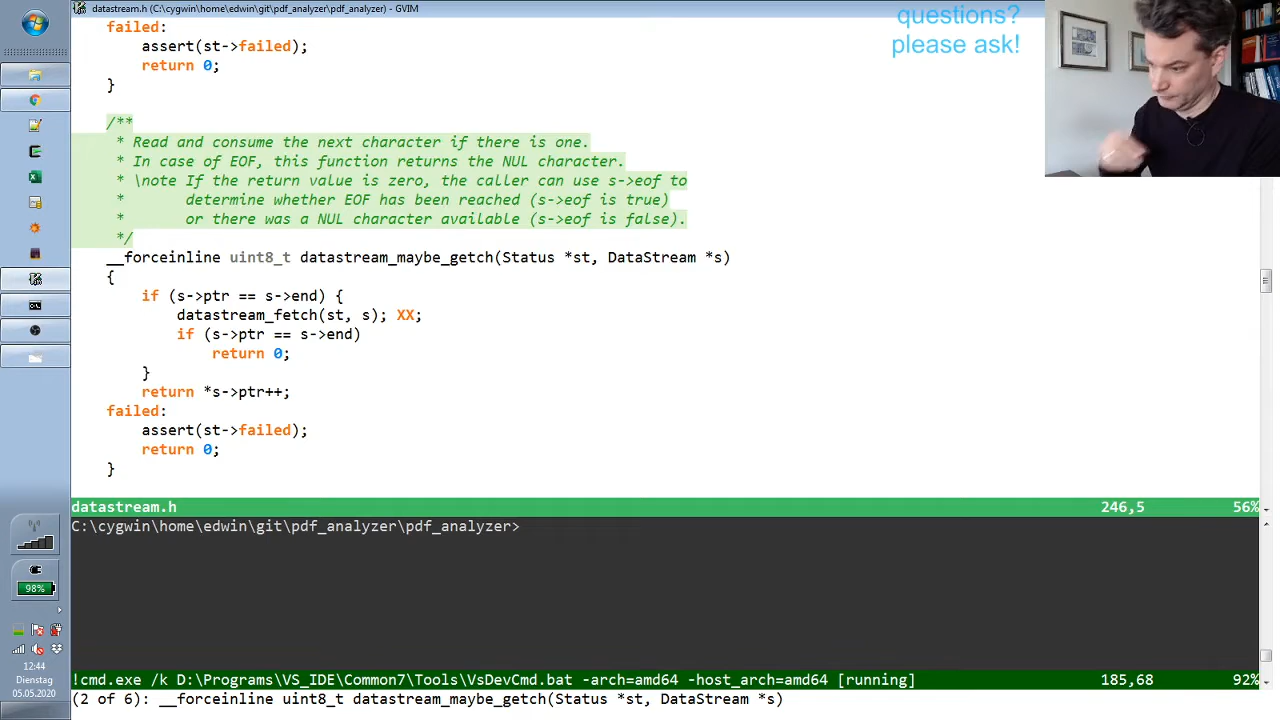 datastream.h (C:\cygwin\home\edwin\git\pdf_analyzer\pdf_analyzer) - GVIM
questions?
please ask!
failed:
assert(st->failed);
return 0;
}
/**
* Read and consume the next character if there is one.
* In case of EOF, this function returns the NUL character.
* \note If the return value is zero, the caller can use s->eof to
* determine whether EOF has been reached (s->eof is true)
* or there was a NUL character available (s->eof is false).
*/
__forceinline uint8_t datastream_maybe_getch(Status *st, DataStream *s)
{
if (s->ptr == s->end) {
datastream_fetch(st, s); XX;
if (s->ptr == s->end)
return 0;
}
return *s->ptr++;
failed:
assert(st->failed);
return 0;
}
datastream.h 246,5 56%
C:\cygwin\home\edwin\git\pdf_analyzer\pdf_analyzer>
!cmd.exe /k D:\Programs\VS_IDE\Common7\Tools\VsDevCmd.bat -arch=amd64 -host_arch=amd64 [running] 185,68 92%
(2 of 6): __forceinline uint8_t datastream_maybe_getch(Status *st, DataStream *s)
98%
12:44
Dienstag
05.05.2020